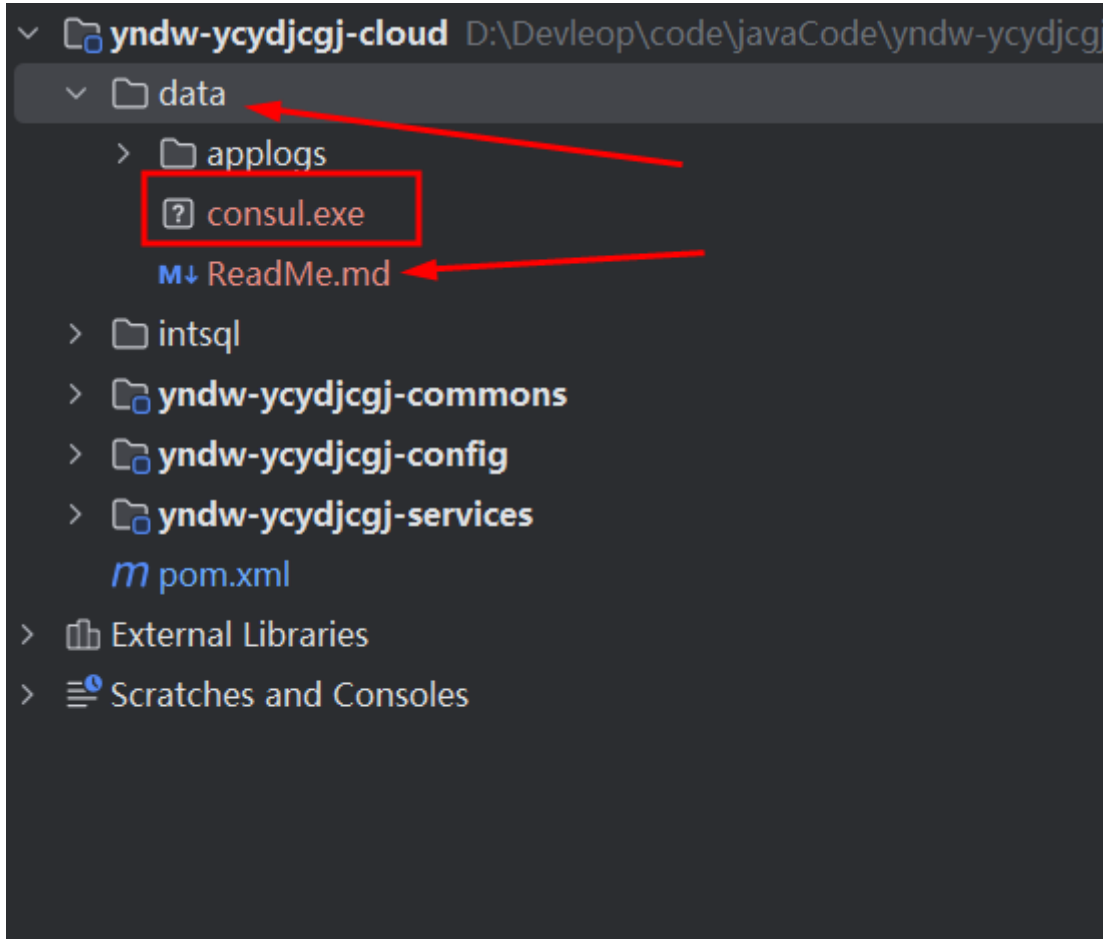 yndw-ycydjcgj-cloud D:\Devleop\code\javaCode\yndw-ycydjcgj
data
applogs
consul.exe
M↓ ReadMe.md
intsql
yndw-ycydjcgj-commons
yndw-ycydjcgj-config
yndw-ycydjcgj-services
m pom.xml
External Libraries
Scratches and Consoles